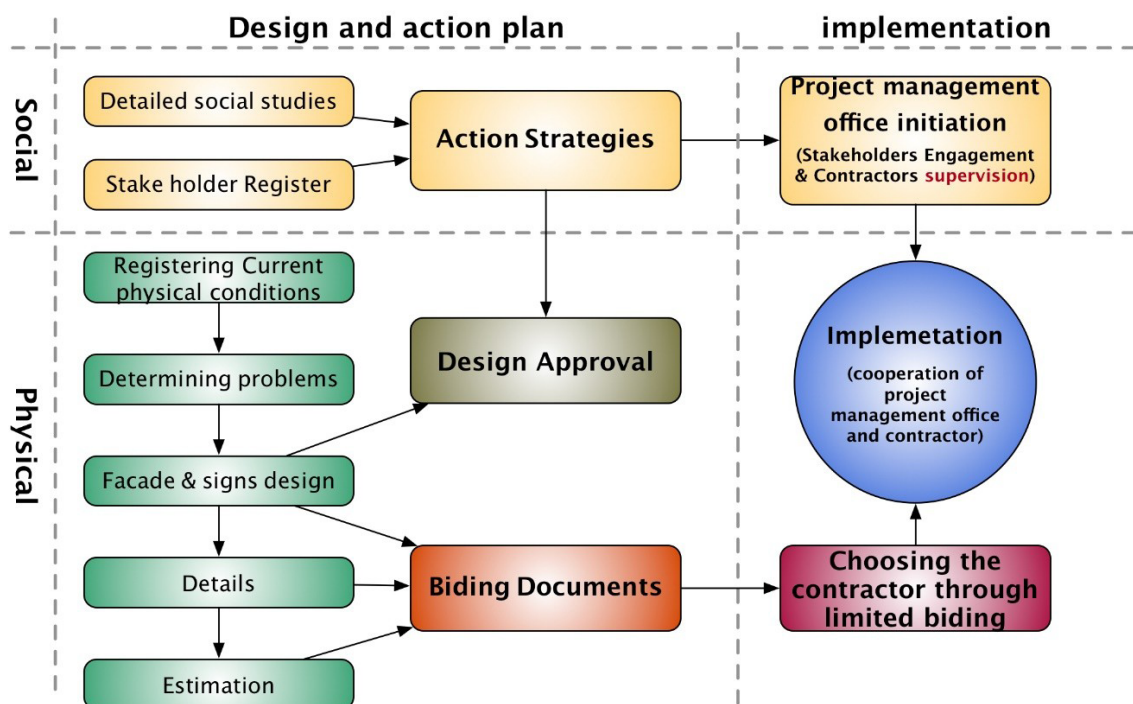 Design and action plan
implementation
Social
Detailed social studies
Stake holder Register
Action Strategies
Project management
office initiation
(Stakeholders Engagement
& Contractors supervision)
Physical
Registering Current
physical conditions
Determining problems
Facade & signs design
Details
Estimation
Design Approval
Biding Documents
Implemetation
(cooperation of
project
management office
and contractor)
Choosing the
contractor through
limited biding